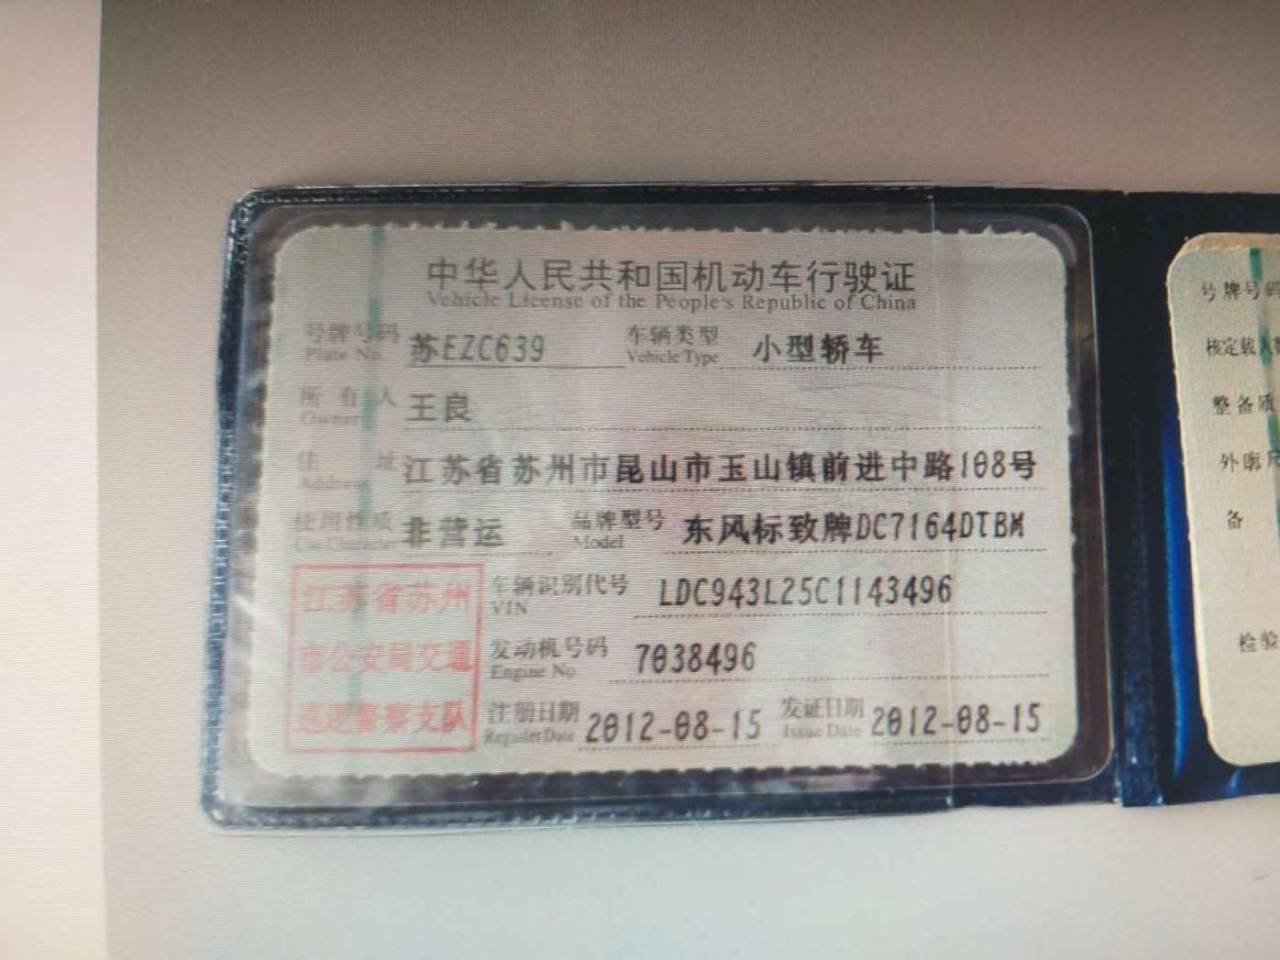 中华人民共和国机动车行驶证
Vehicle License of the People's Republic of China
号牌号码 苏EZC639 车辆类型 小型轿车
Plate No. Vehicle Type
所有人 王良
Owner
住址 江苏省苏州市昆山市玉山镇前进中路108号
Address
使用性质 非营运 品牌型号 东风标致牌DC7164DTBM
Use Character Model
江苏省苏州
市公安局交通
巡逻警察支队
车辆识别代号 LDC943L25C1143496
VIN
发动机号码 7038496
Engine No.
注册日期 2012-08-15 发证日期 2012-08-15
Register Date Issue Date
号牌号码
核定载人数
整备质
外廓尺
备
检验